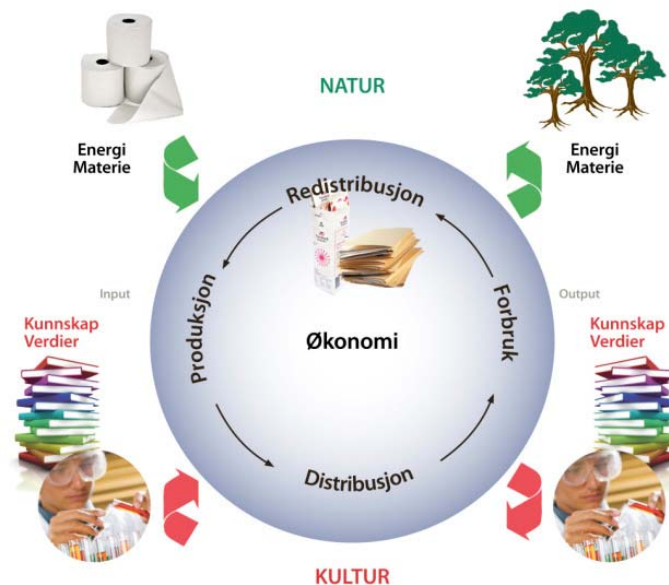 NATUR
Energi
Materie
Energi
Materie
Redistribusjon
Produksjon
Forbruk
Input
Output
Kunnskap
Verdier
Kunnskap
Verdier
Økonomi
Distribusjon
KULTUR